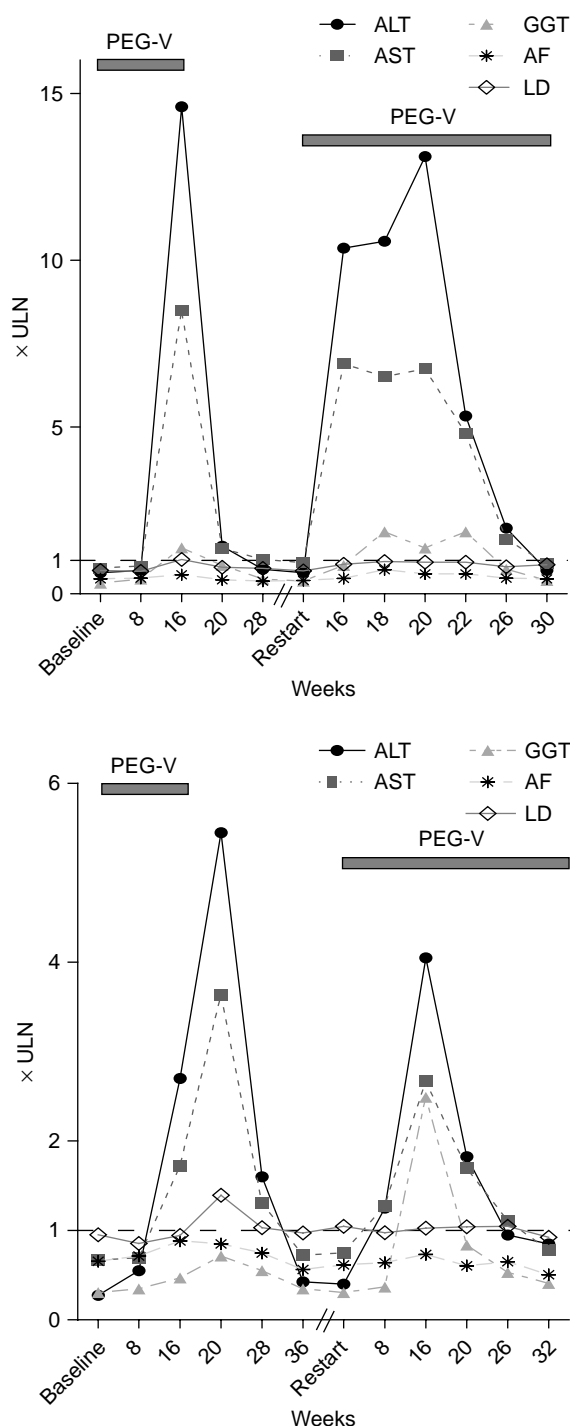 ALT GGT
PEG-V AST AF
LD
15
PEG-V
10
× ULN
5
1
0
Baseline 8 16 20 28 Restart 16 18 20 22 26 30
Weeks
ALT GGT
6 PEG-V AST AF
LD
PEG-V
4
× ULN
2
1
0
Baseline 8 16 20 28 36 Restart 8 16 20 26 32
Weeks